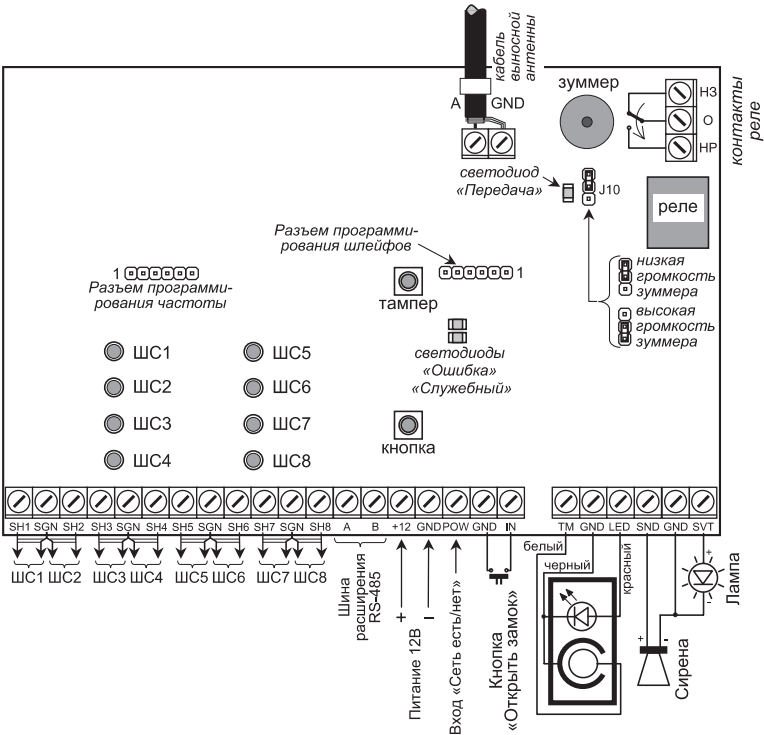 кабель
выносной
антенны
A GND
зуммер
НЗ
О
НР
контакты
реле
светодиод
«Передача»
J10
реле
Разъем программи-
рования шлейфов
1
1
Разъем программи-
рования частоты
тампер
низкая
громкость
зуммера
высокая
громкость
зуммера
светодиоды
«Ошибка»
«Служебный»
ШС1 ШС5
ШС2 ШС6
ШС3 ШС7
ШС4 ШС8
кнопка
SH1 SGN SH2 SH3 SGN SH4 SH5 SGN SH6 SH7 SGN SH8 A B +12 GND POW GND IN TM GND LED SND GND SVT
ШС1 ШС2 ШС3 ШС4 ШС5 ШС6 ШС7 ШС8
Шина
расширения
RS-485
+ –
Питание 12В
Вход «Сеть есть/нет»
Кнопка
«Открыть замок»
белый
черный
красный
+ -
Сирена
+
-
Лампа